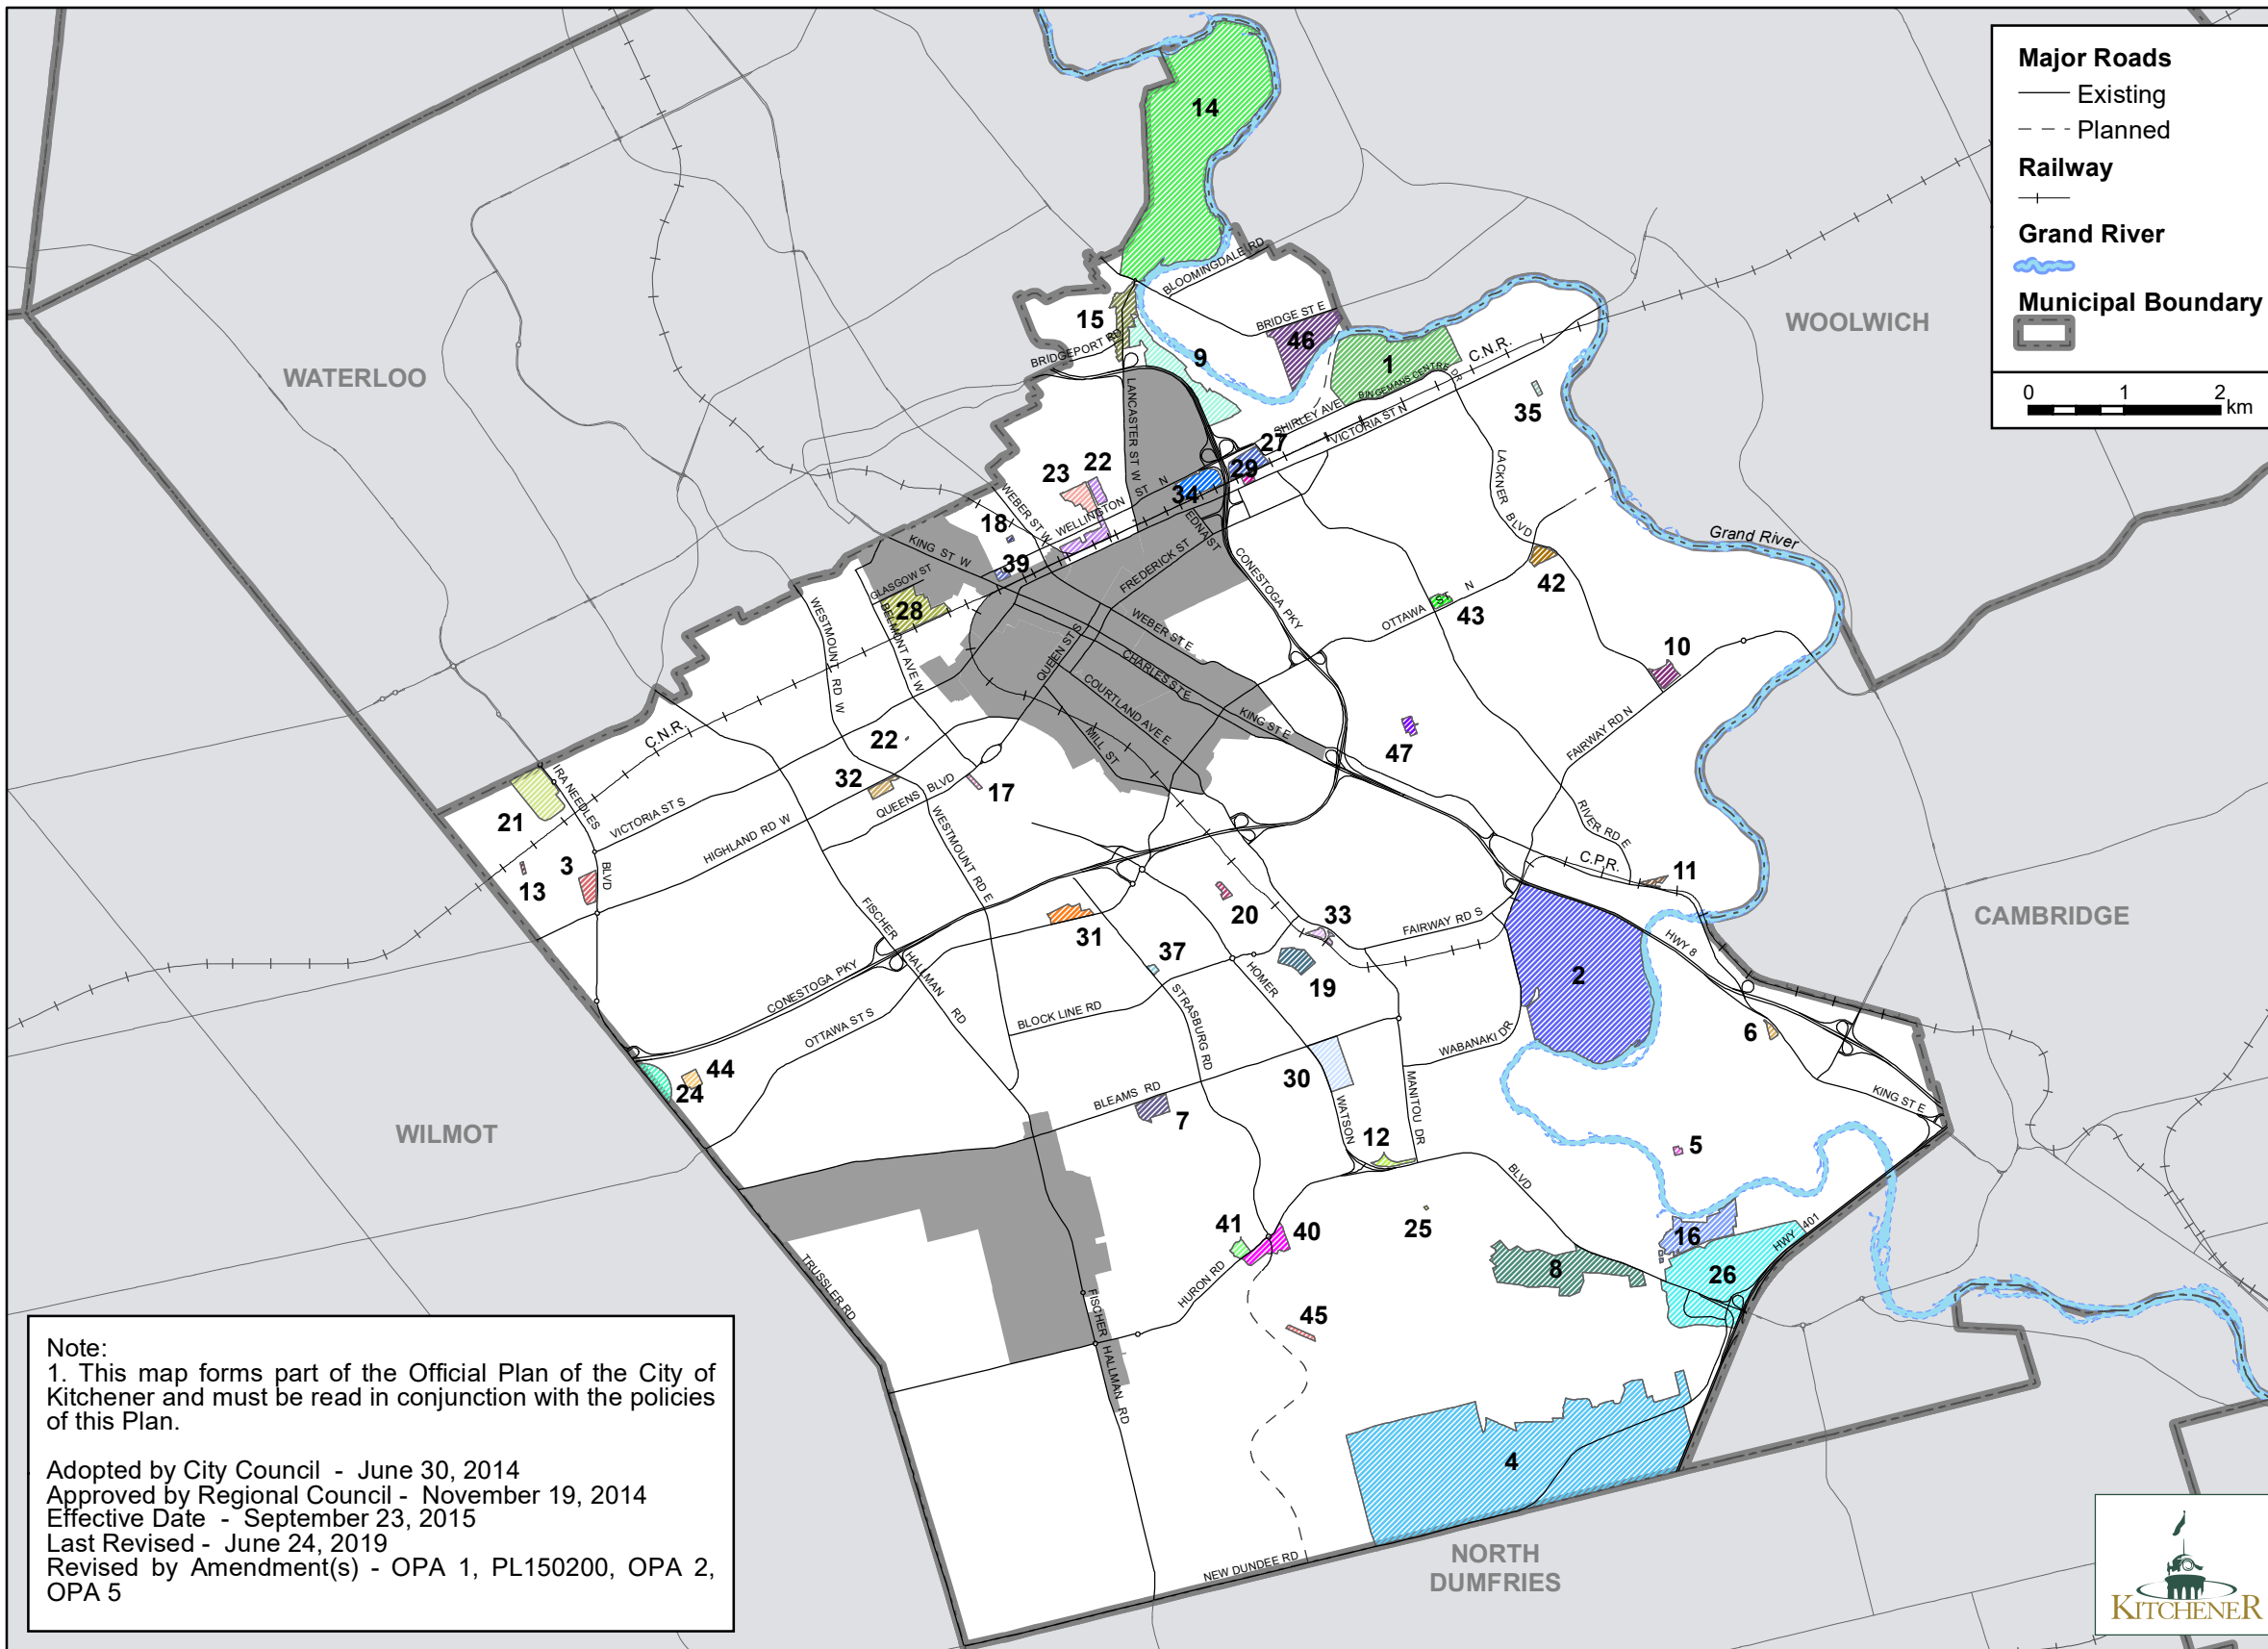 Major Roads
Existing
Planned
Railway
Grand River
Municipal Boundary
0 1 2 km
14
BLOOMINGDALE RD
15
BRIDGE ST E
46
WOOLWICH
BRIDGEPORT RD
9
1
C.N.R.
WATERLOO
BINGEMANS CENTRE DR
LANCASTER ST W
SHIRLEY AVE
VICTORIA ST N
35
27
23
22
29
LACKNER BLVD
34
WEBER ST W
WELLINGTON ST N
18
EDNA ST
Grand River
KING ST W
FREDERICK ST
39
CONESTOGA PKY
42
GLASGOW ST
28
BELMONT AVE W
WESTMOUNT RD W
WEBER ST E
OTTAWA ST N
43
QUEEN ST S
10
CHARLES ST E
COURTLAND AVE E
KING ST E
C.N.R.
22
MILL ST
47
FAIRWAY RD N
32
QUEENS BLVD
17
IRA NEEDLES BLVD
21
VICTORIA ST S
HIGHLAND RD W
WESTMOUNT RD E
RIVER RD E
C.P.R.
3
13
11
20
FISCHER HALLMAN RD
31
33
FAIRWAY RD S
CAMBRIDGE
HWY 8
37
HOMER WATSON BLVD
19
2
CONESTOGA PKY
STRASBURG RD
BLOCK LINE RD
OTTAWA ST S
WABANAKI DR
6
44
24
30
BLEAMS RD
MANITOU DR
KING ST E
7
WILMOT
12
5
25
41
40
16
HWY 401
TRUSSLER RD
HURON RD
8
26
FISCHER HALLMAN RD
45
4
NEW DUNDEE RD
NORTH
DUMFRIES
Note:
1. This map forms part of the Official Plan of the City of
Kitchener and must be read in conjunction with the policies
of this Plan.
Adopted by City Council - June 30, 2014
Approved by Regional Council - November 19, 2014
Effective Date - September 23, 2015
Last Revised - June 24, 2019
Revised by Amendment(s) - OPA 1, PL150200, OPA 2,
OPA 5
KITCHENER